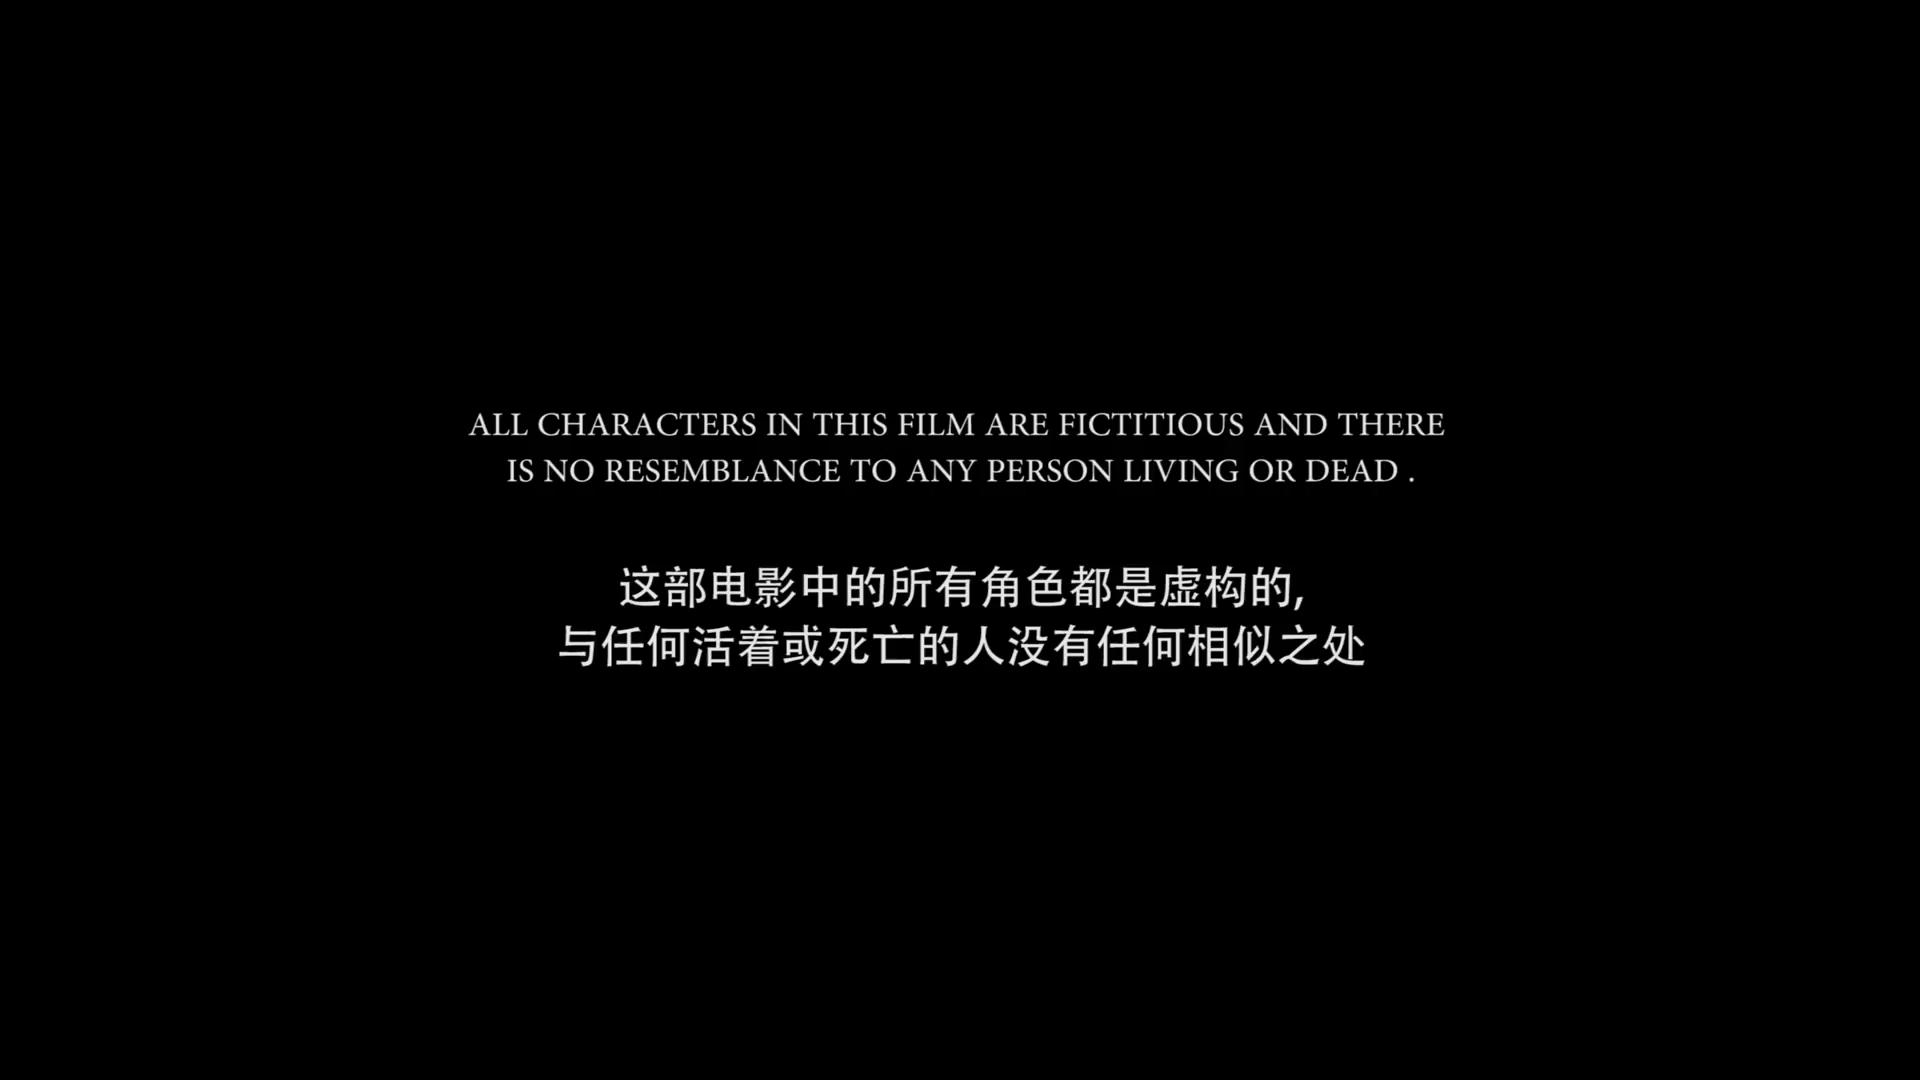 ALL CHARACTERS IN THIS FILM ARE FICTITIOUS AND THERE
IS NO RESEMBLANCE TO ANY PERSON LIVING OR DEAD .
这部电影中的所有角色都是虚构的,
与任何活着或死亡的人没有任何相似之处